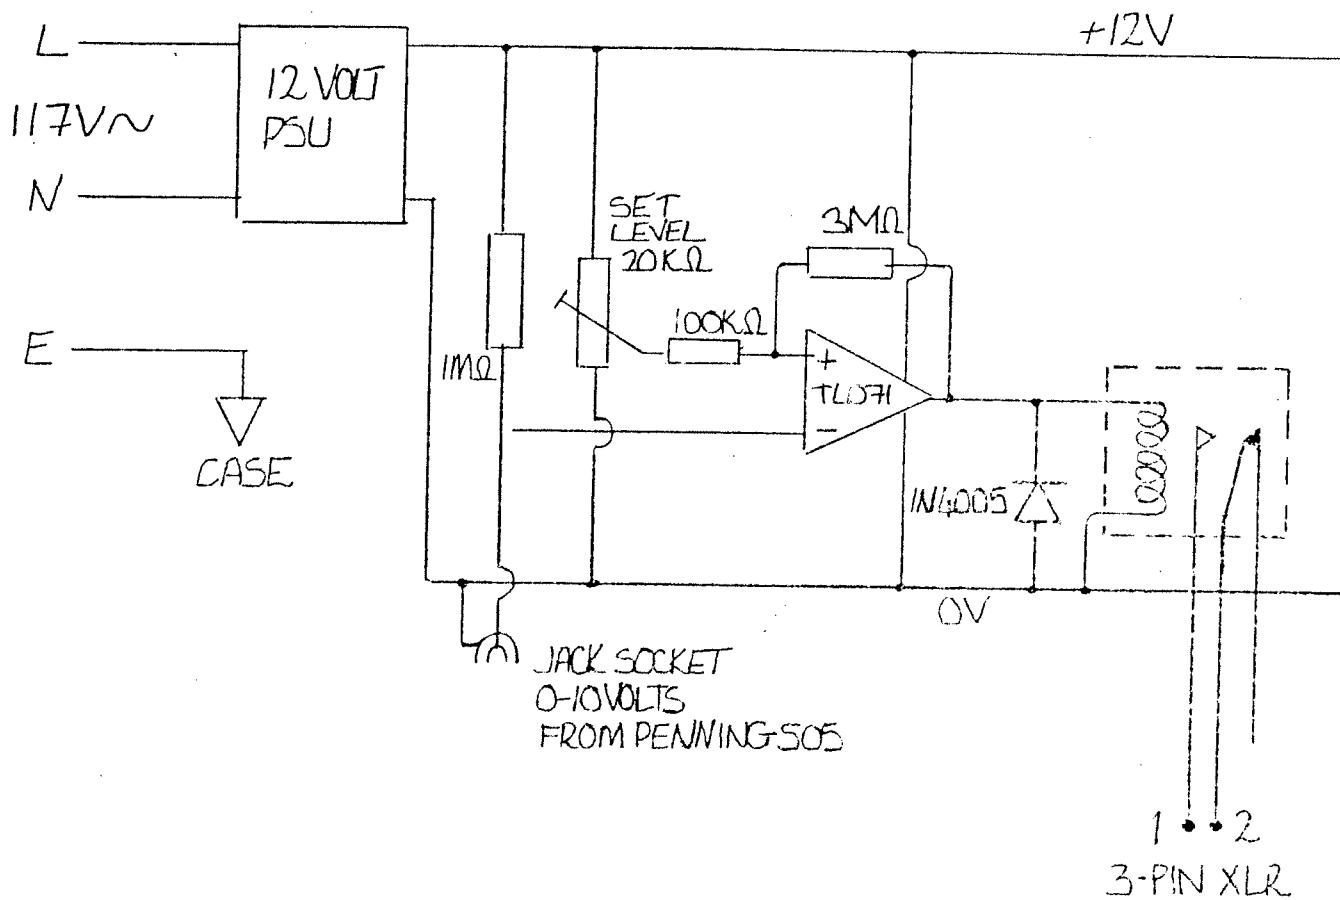 L
117V~
N
E
12 VOLT
PSU
CASE
+12V
1MΩ
SET
LEVEL
20KΩ
100KΩ
3MΩ
+
TL071
-
1N4005
0V
JACK SOCKET
0-10VOLTS
FROM PENNING 505
1
2
3-PIN XLR